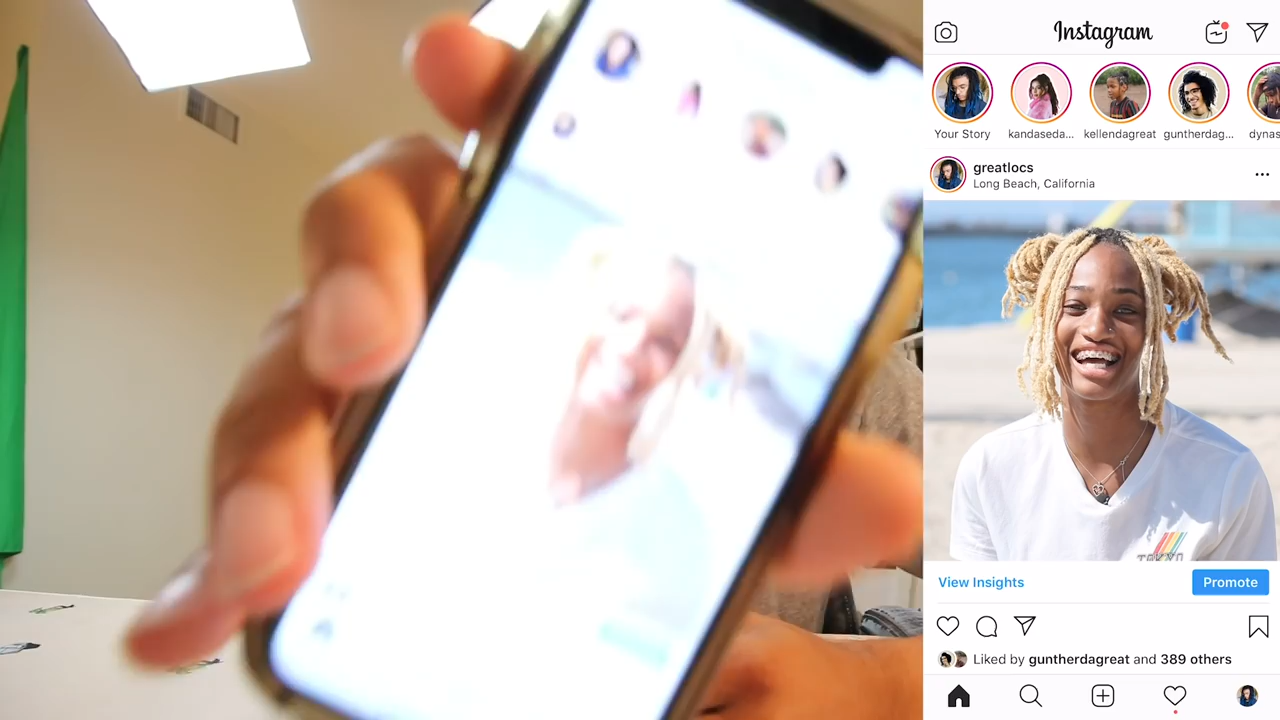 Instagram
Your Story
kandaseda...
kellendagreat
guntherdag...
dynas
greatlocs
Long Beach, California
TOKYO
View Insights
Promote
Liked by guntherdagreat and 389 others